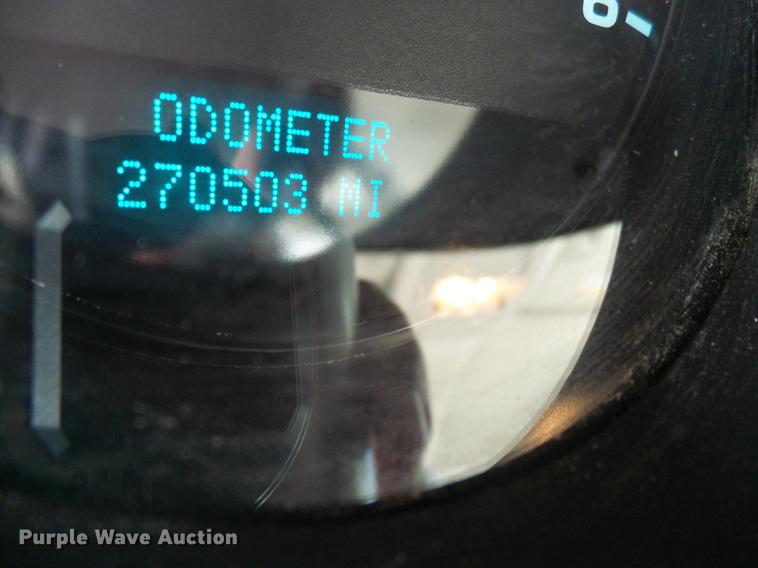 ODOMETER
270503 MI
Purple Wave Auction